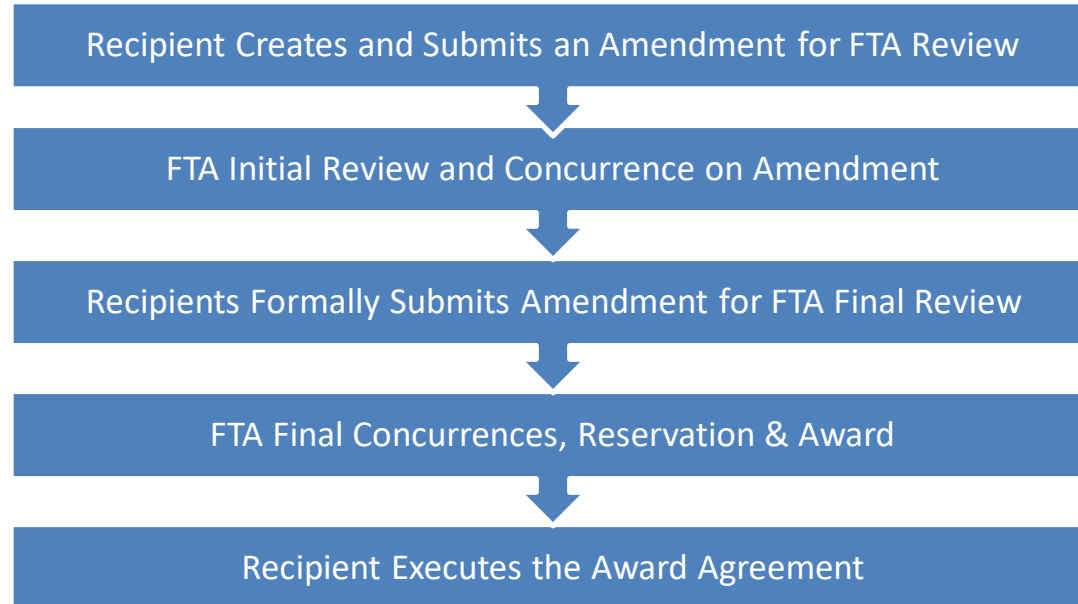 Recipient Creates and Submits an Amendment for FTA Review
FTA Initial Review and Concurrence on Amendment
Recipients Formally Submits Amendment for FTA Final Review
FTA Final Concurrences, Reservation & Award
Recipient Executes the Award Agreement